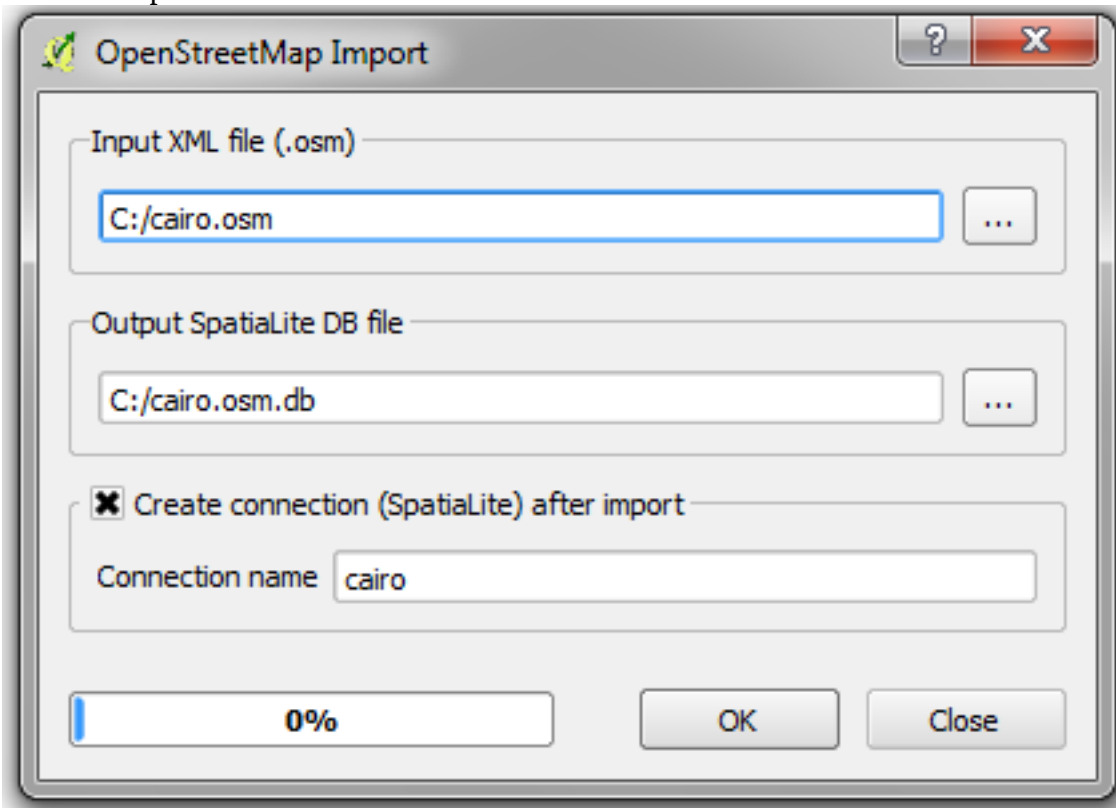 OpenStreetMap Import
Input XML file (.osm)
C:/cairo.osm
...
Output SpatiaLite DB file
C:/cairo.osm.db
...
Create connection (SpatiaLite) after import
Connection name cairo
0% OK Close